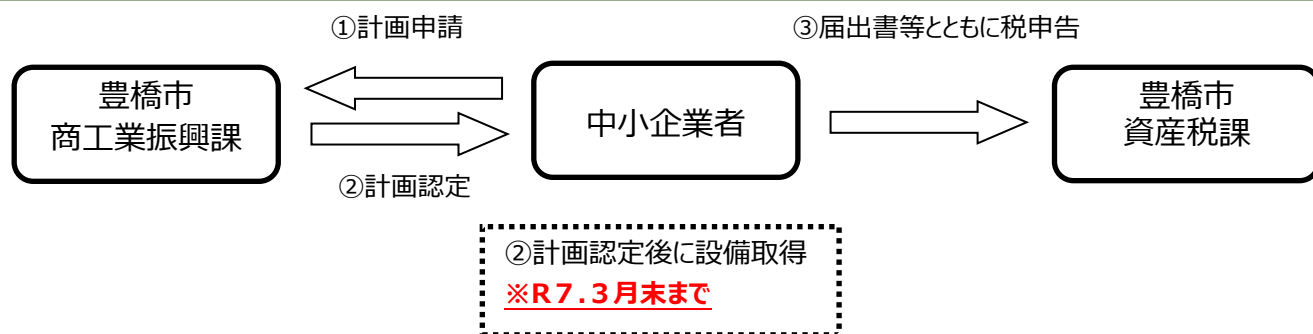 ①計画申請
③届出書等とともに税申告
豊橋市
商工業振興課
中小企業者
豊橋市
資産税課
②計画認定
②計画認定後に設備取得
※R7.3月末まで